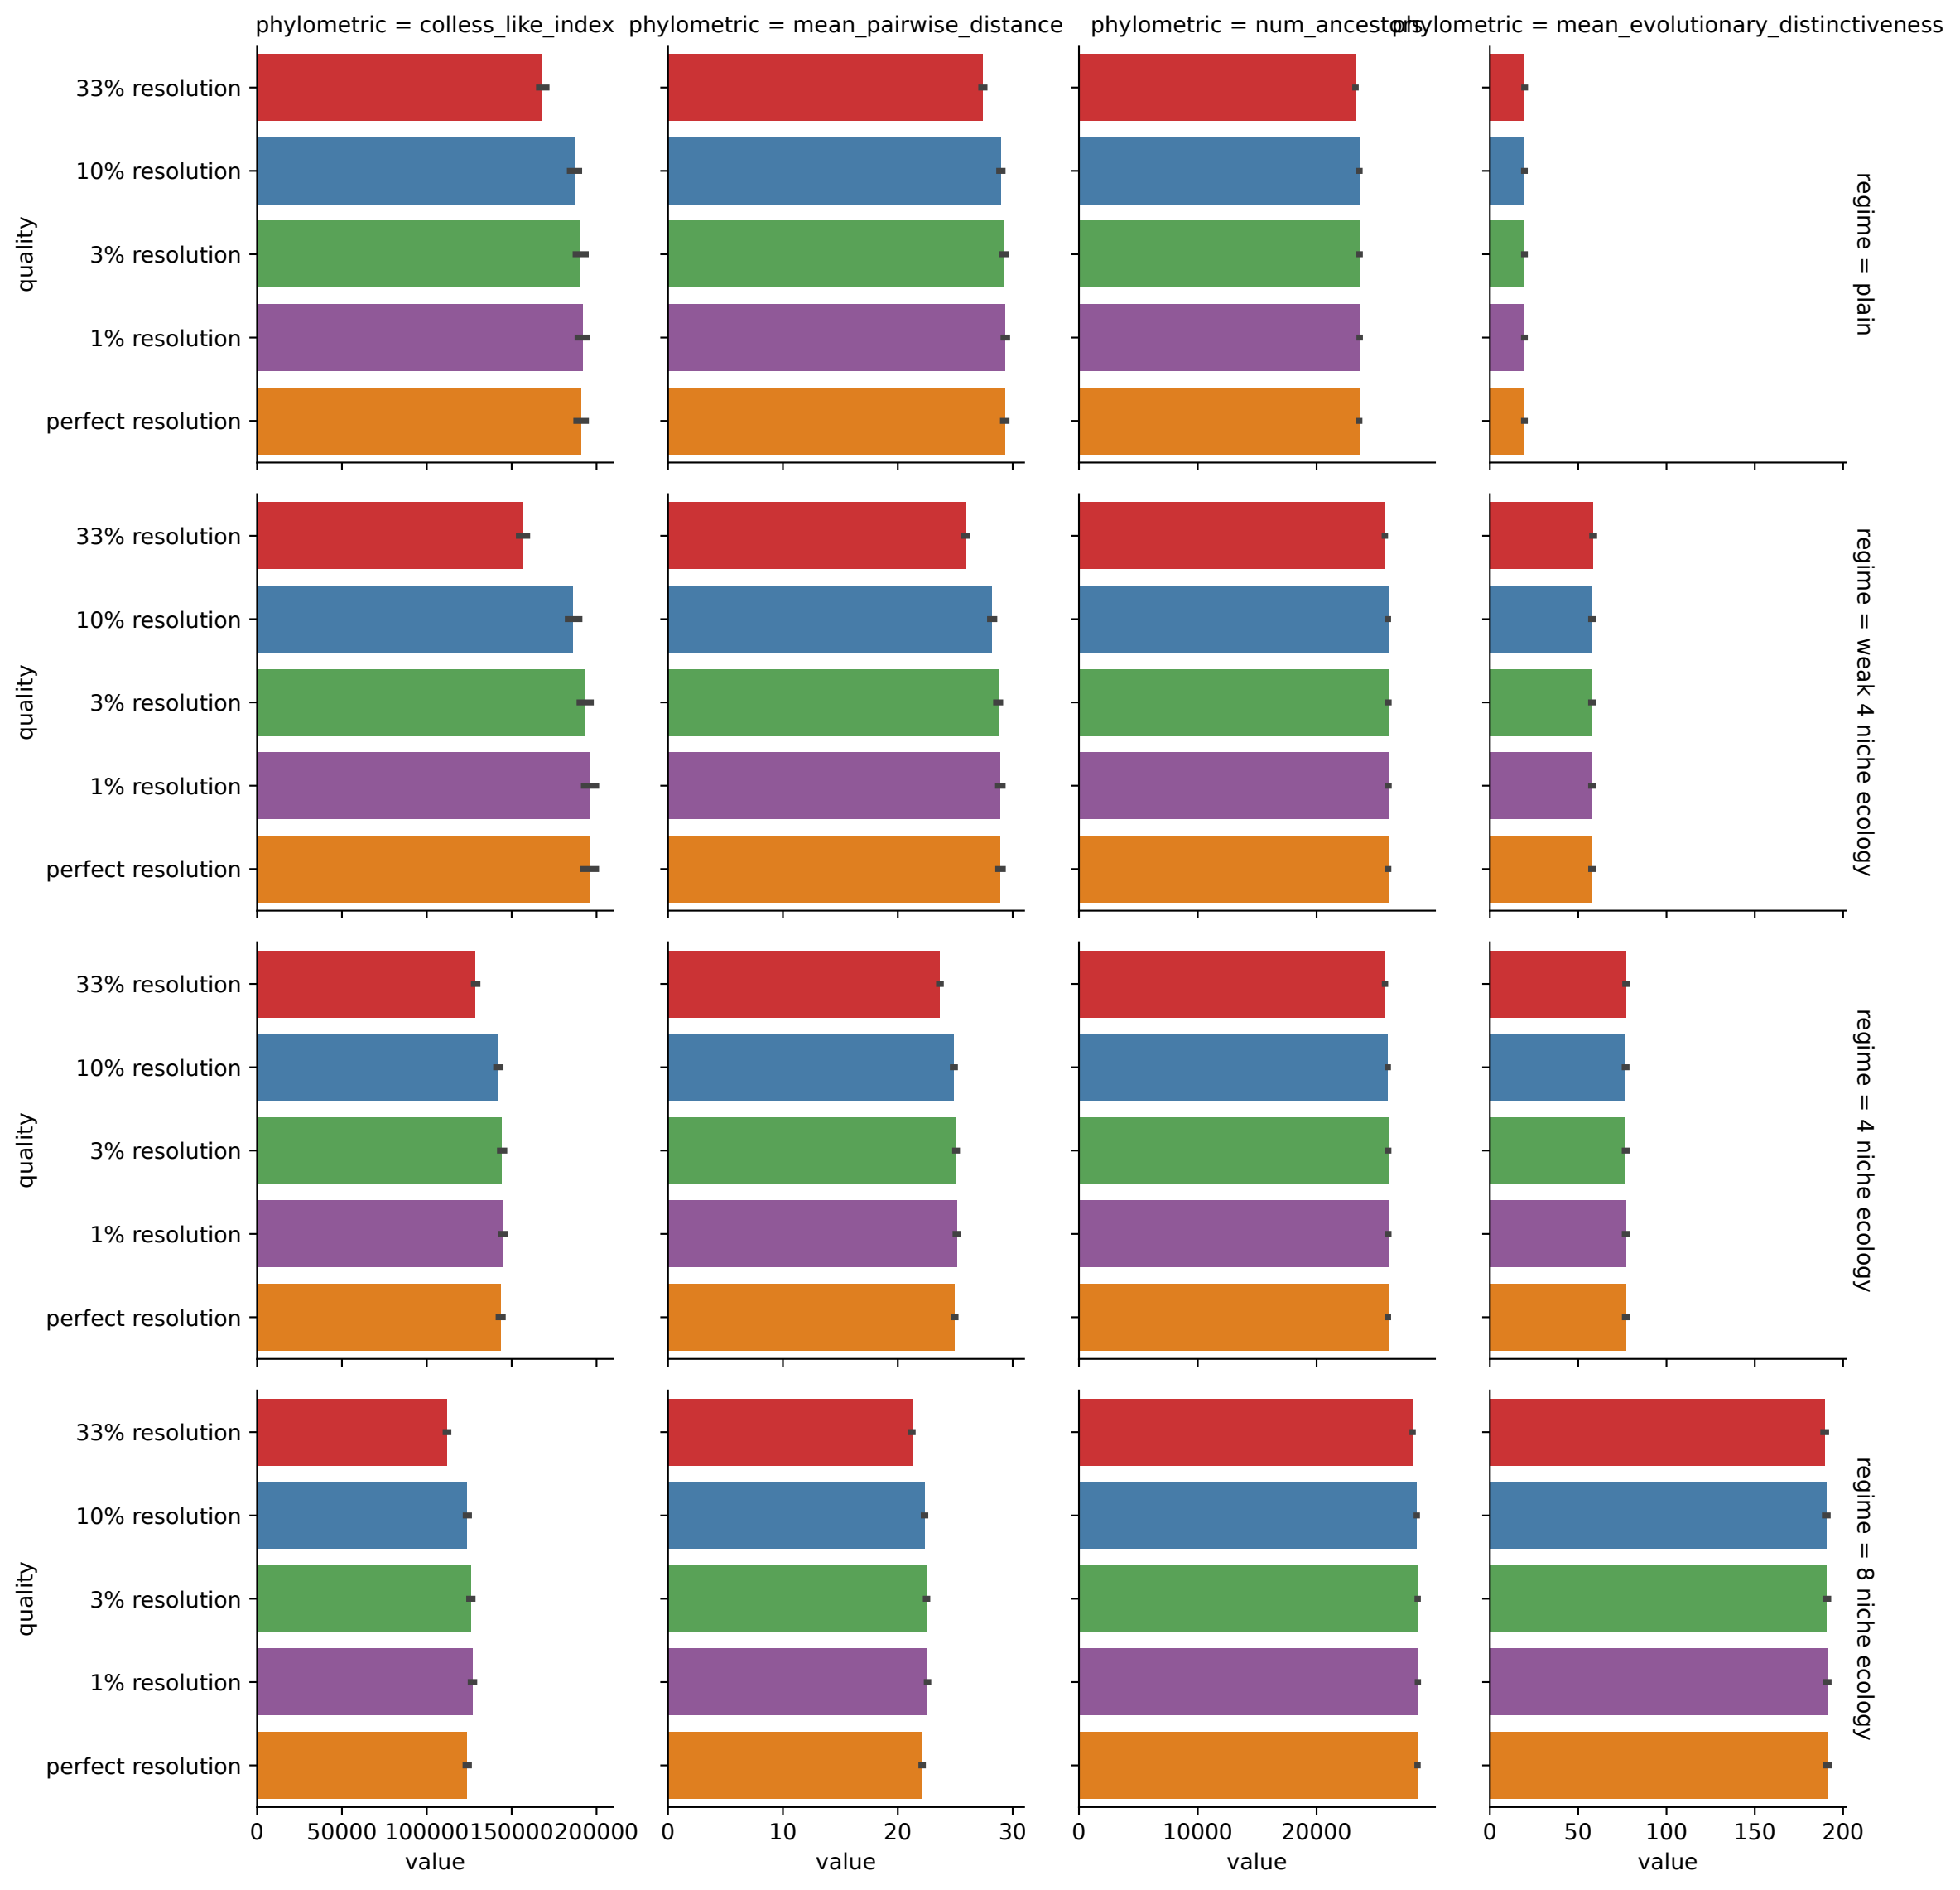 phylometric = colless_like_index
phylometric = mean_pairwise_distance
phylometric = num_ancestors
phylometric = mean_evolutionary_distinctiveness
quality
33% resolution
10% resolution
3% resolution
1% resolution
perfect resolution
regime = plain
quality
33% resolution
10% resolution
3% resolution
1% resolution
perfect resolution
regime = weak 4 niche ecology
quality
33% resolution
10% resolution
3% resolution
1% resolution
perfect resolution
regime = 4 niche ecology
quality
33% resolution
10% resolution
3% resolution
1% resolution
perfect resolution
regime = 8 niche ecology
0 50000 100000 150000 200000
value
0 10 20 30
value
0 10000 20000
value
0 50 100 150 200
value